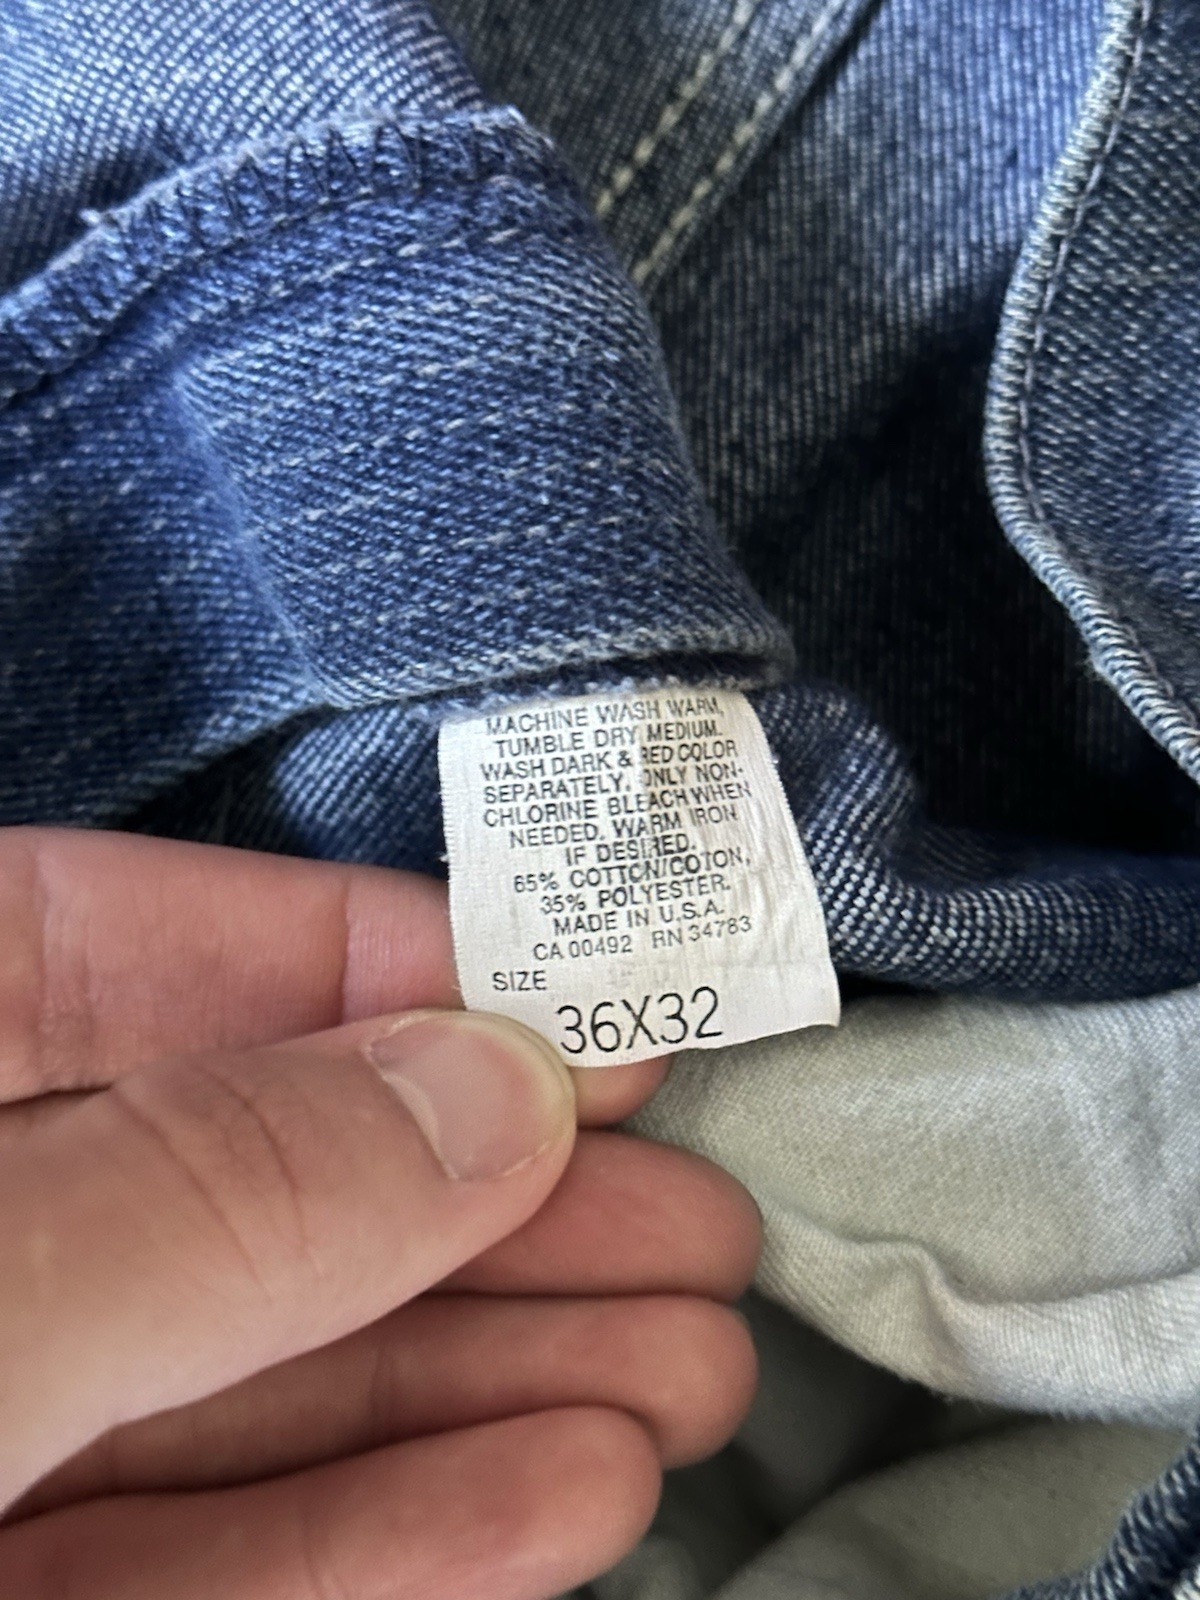 MACHINE WASH WARM,
TUMBLE DRY MEDIUM.
WASH DARK & RED COLOR
SEPARATELY. ONLY NON-
CHLORINE BLEACH WHEN
NEEDED. WARM IRON
IF DESIRED.
65% COTTON/COTON,
35% POLYESTER.
MADE IN U.S.A.
CA 00492 RN 34783
SIZE
36X32